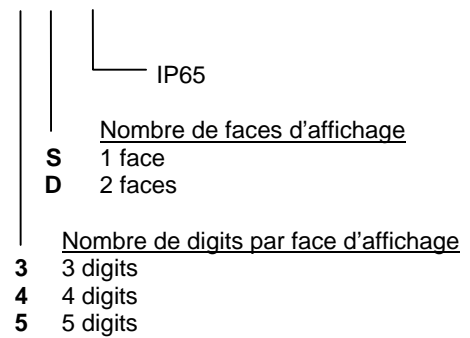 IP65
Nombre de faces d'affichage
S 1 face
D 2 faces
Nombre de digits par face d'affichage
3 3 digits
4 4 digits
5 5 digits